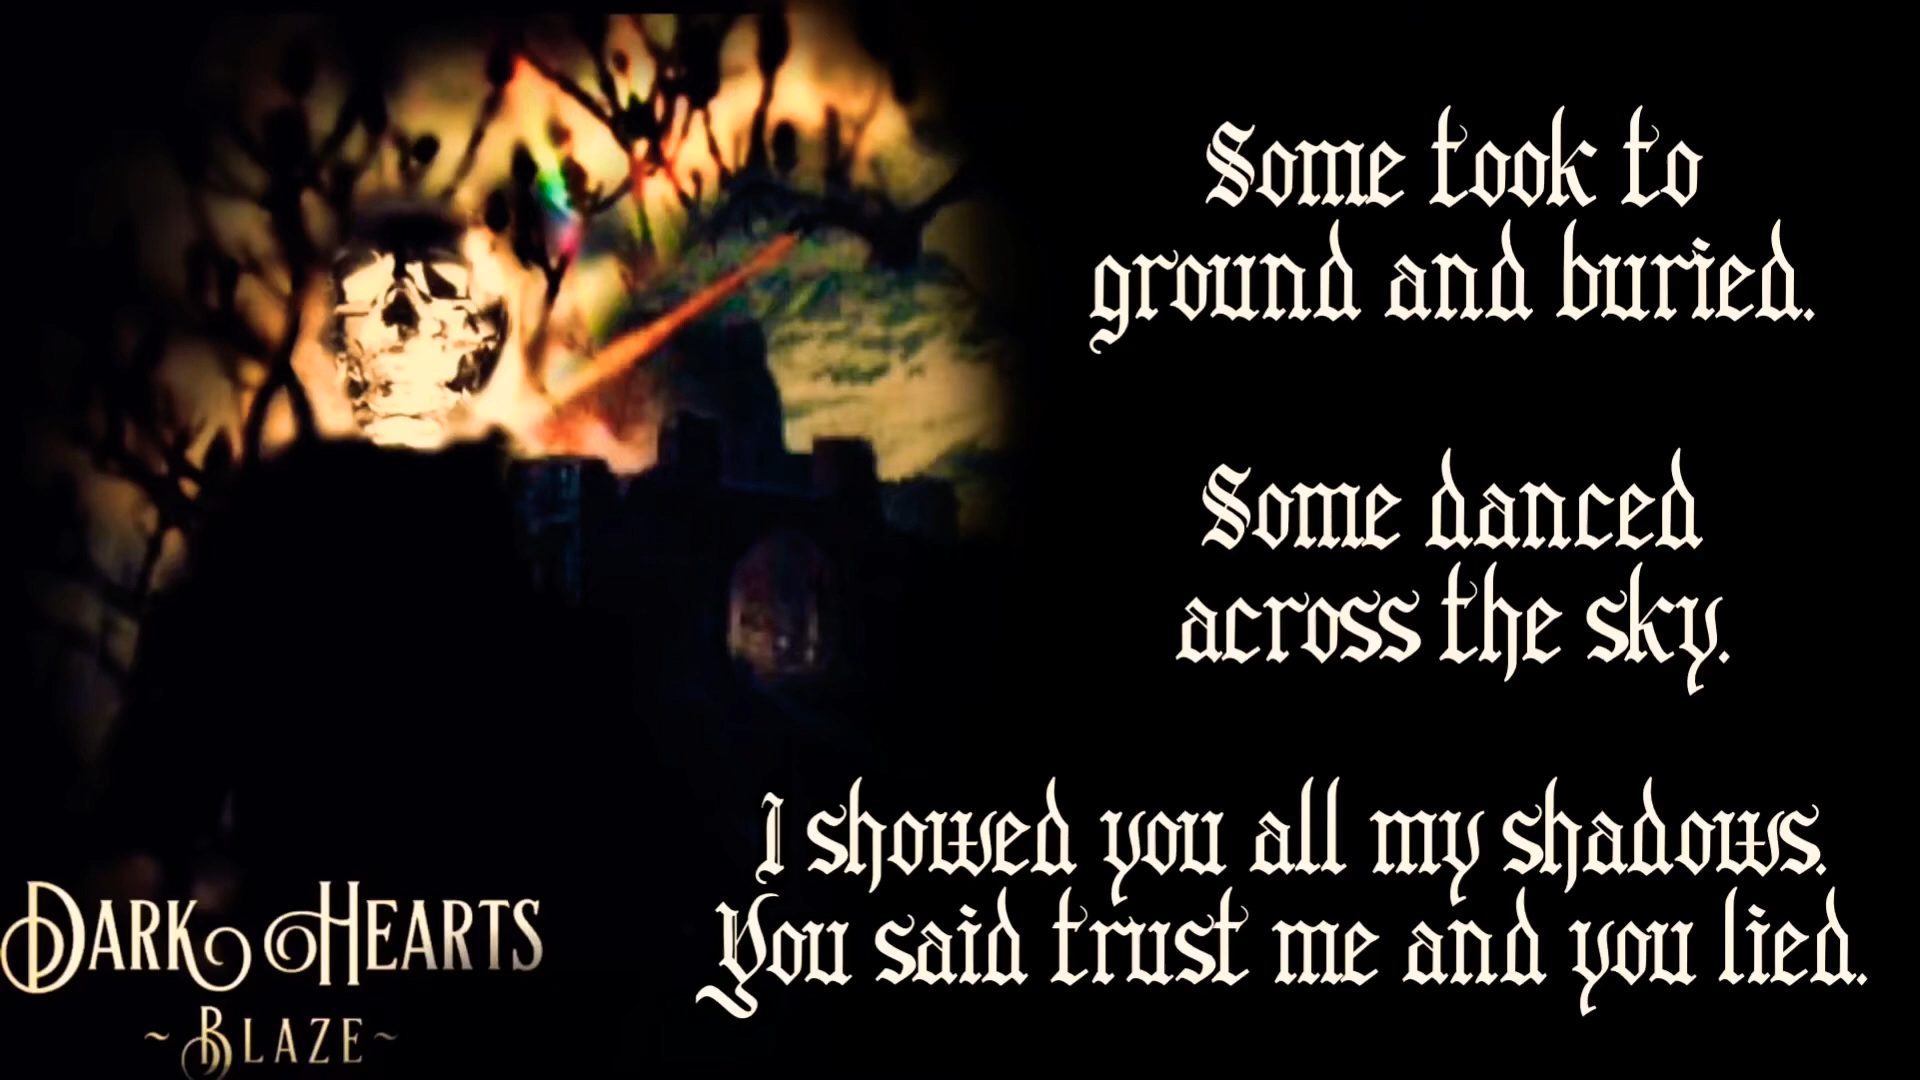 Some took to
ground and buried.
Some danced
across the sky.
I showed you all my shadows.
You said trust me and you lied.
DARK HEARTS
~ BLAZE ~